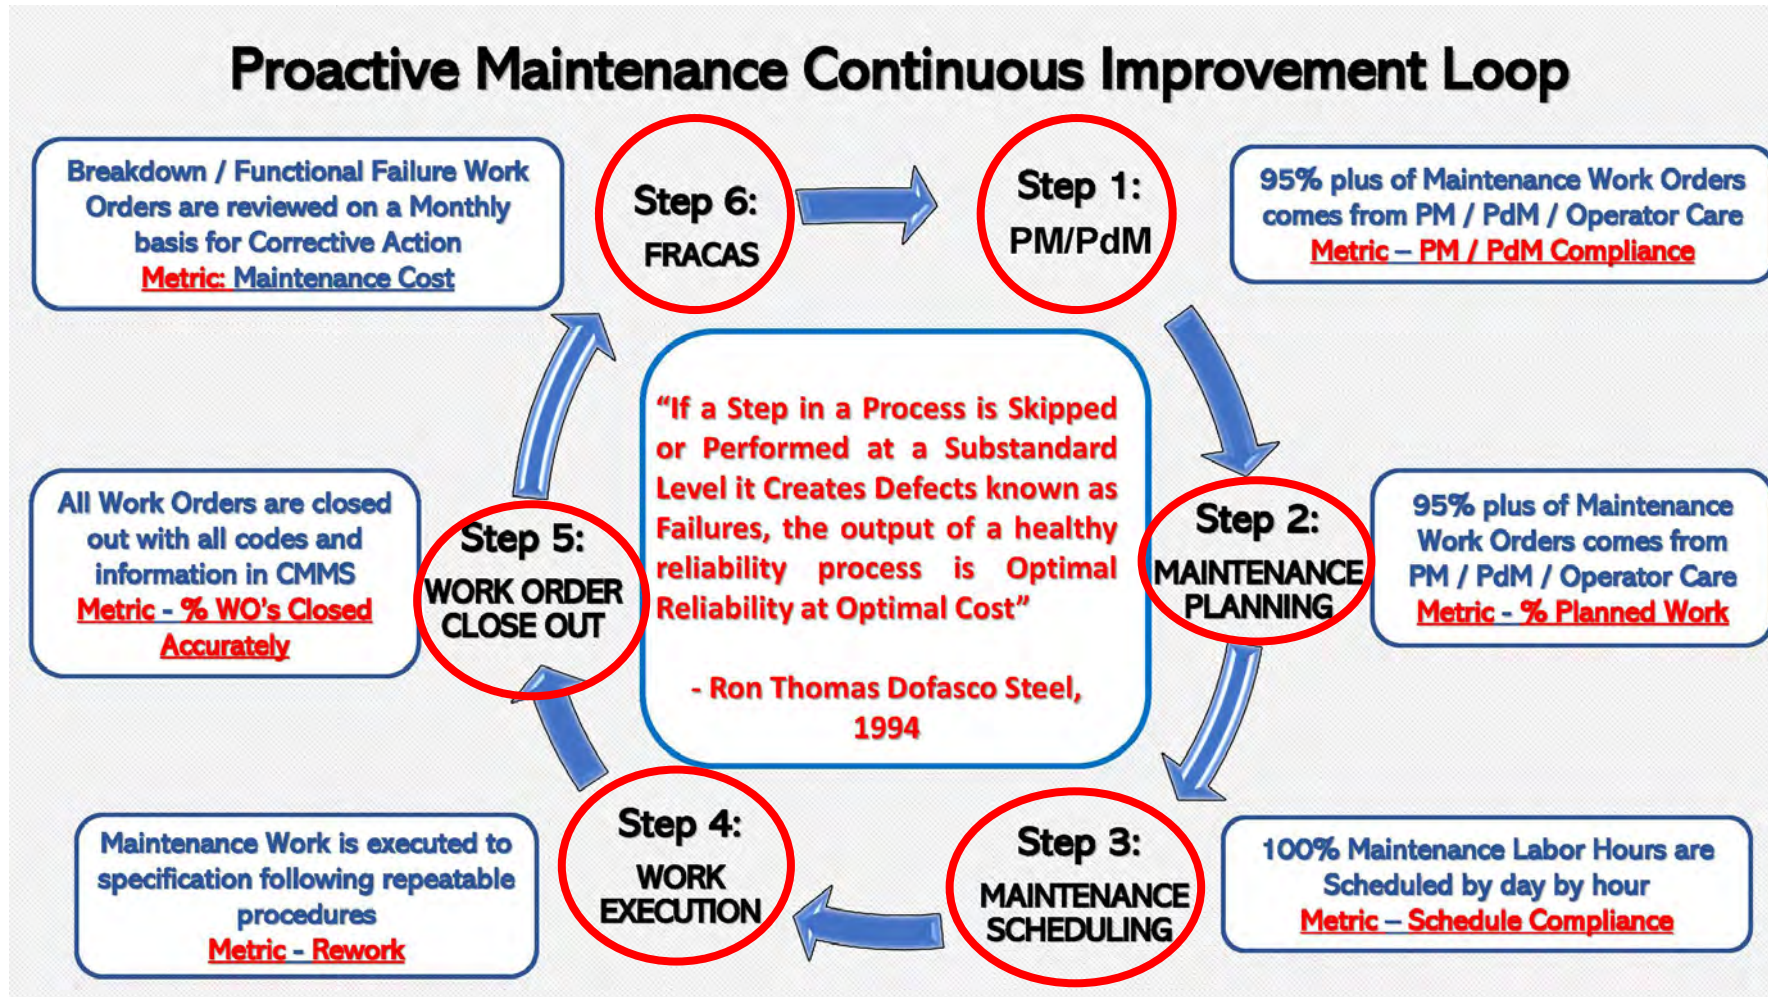 Proactive Maintenance Continuous Improvement Loop
Breakdown / Functional Failure Work
Orders are reviewed on a Monthly
basis for Corrective Action
Metric: Maintenance Cost
Step 6:
FRACAS
Step 1:
PM/PdM
95% plus of Maintenance Work Orders
comes from PM / PdM / Operator Care
Metric – PM / PdM Compliance
“If a Step in a Process is Skipped
or Performed at a Substandard
Level it Creates Defects known as
Failures, the output of a healthy
reliability process is Optimal
Reliability at Optimal Cost”
- Ron Thomas Dofasco Steel,
1994
All Work Orders are closed
out with all codes and
information in CMMS
Metric - % WO's Closed
Accurately
Step 5:
WORK ORDER
CLOSE OUT
Step 2:
MAINTENANCE
PLANNING
95% plus of Maintenance
Work Orders comes from
PM / PdM / Operator Care
Metric - % Planned Work
Maintenance Work is executed to
specification following repeatable
procedures
Metric - Rework
Step 4:
WORK
EXECUTION
Step 3:
MAINTENANCE
SCHEDULING
100% Maintenance Labor Hours are
Scheduled by day by hour
Metric – Schedule Compliance